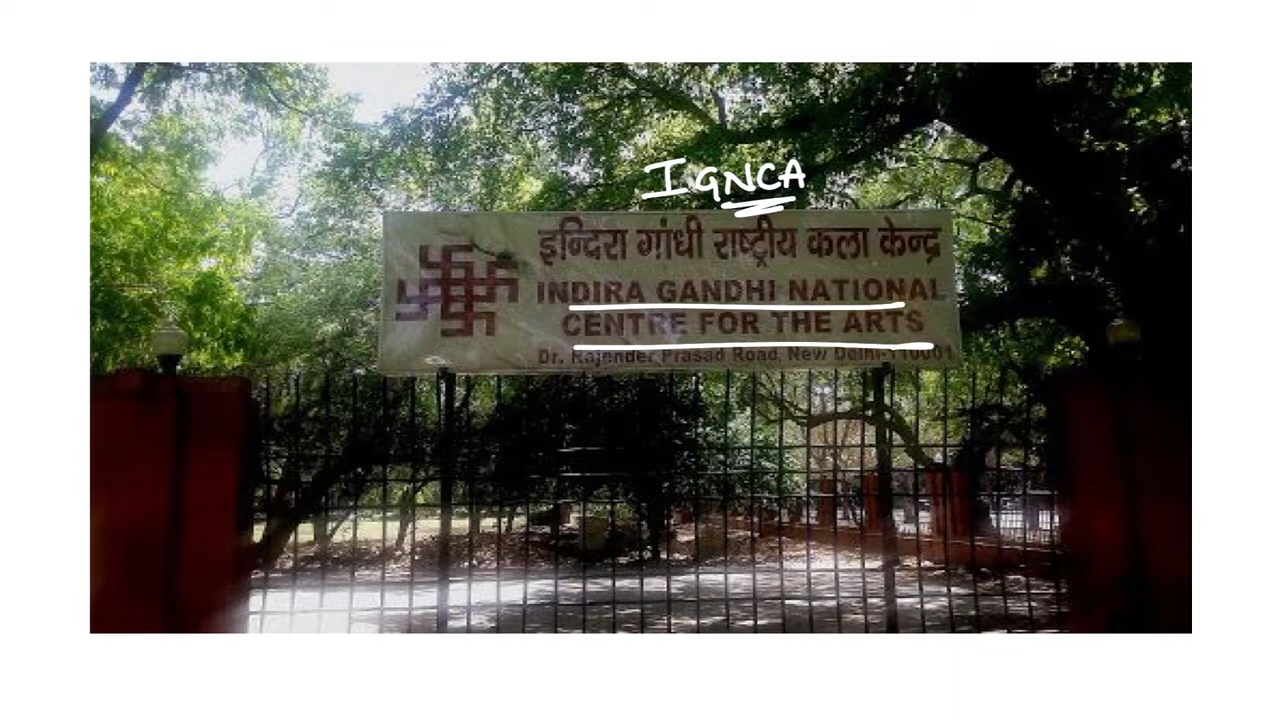 IGNCA
इन्दिरा गांधी राष्ट्रीय कला केन्द्र
INDIRA GANDHI NATIONAL
CENTRE FOR THE ARTS
Dr. Rajender Prasad Road, New Delhi-110001